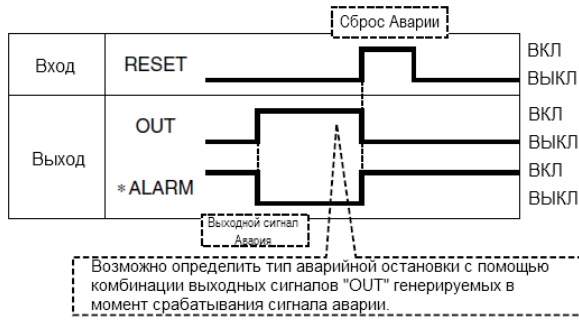 Сброс Аварии
Вход
RESET
ВКЛ
ВЫКЛ
Выход
OUT
ВКЛ
ВЫКЛ
*ALARM
ВКЛ
ВЫКЛ
Выходной сигнал
Авария
Возможно определить тип аварийной остановки с помощью
комбинации выходных сигналов "OUT" генерируемых в
момент срабатывания сигнала аварии.